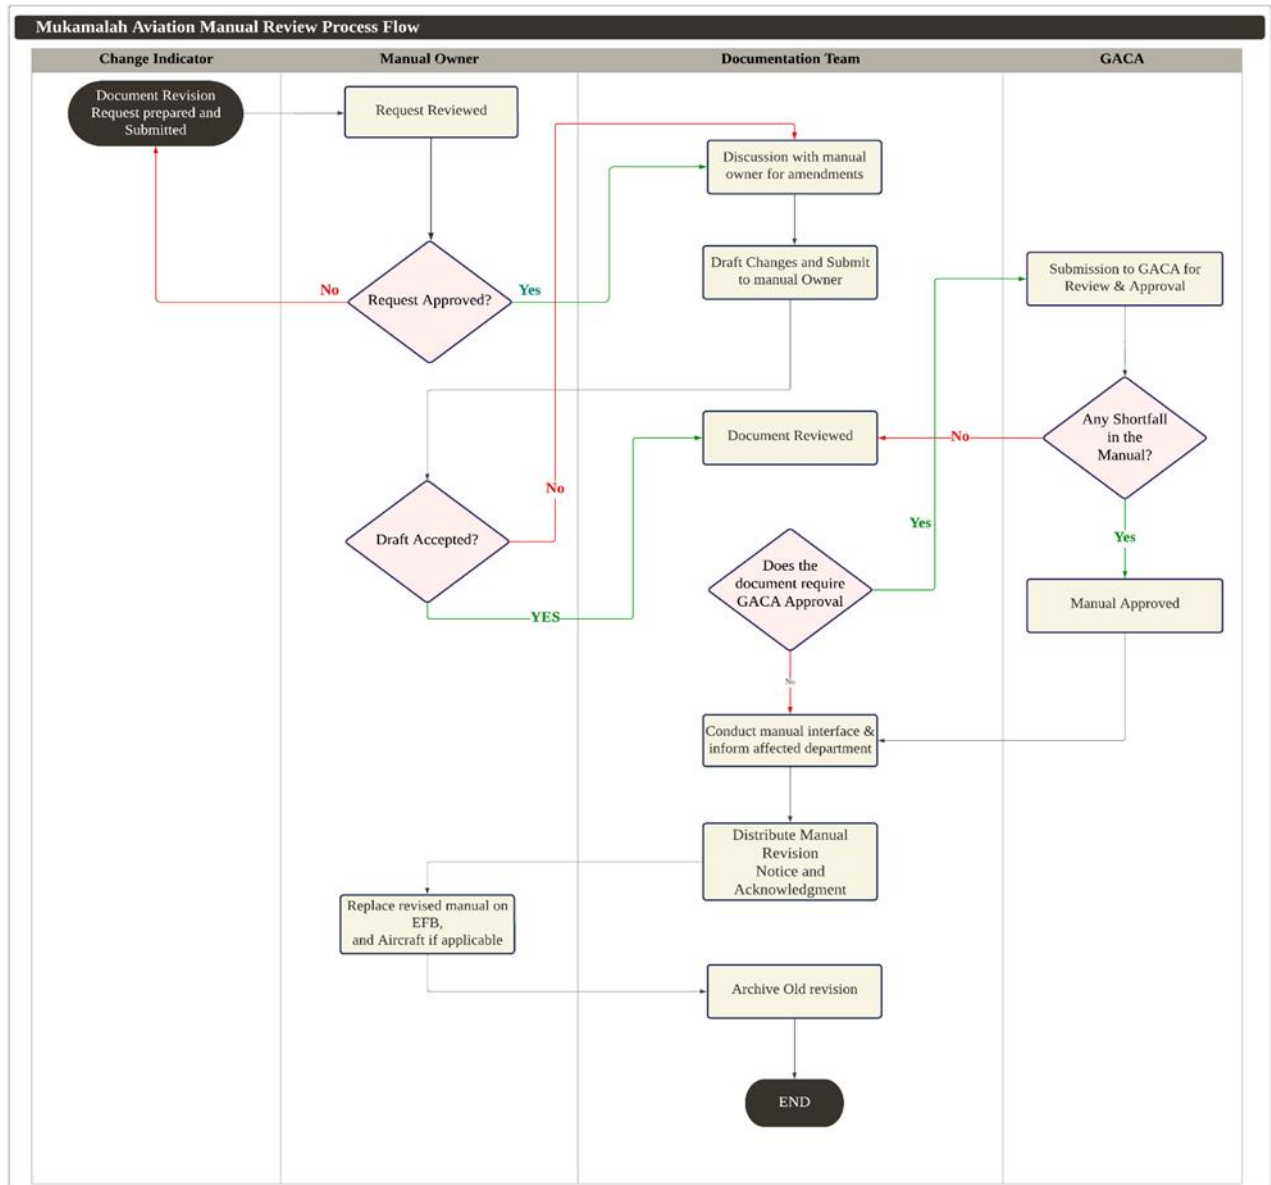 Mukamalah Aviation Manual Review Process Flow
Change Indicator
Manual Owner
Documentation Team
GACA
Document Revision
Request prepared and
Submitted
Request Reviewed
Discussion with manual
owner for amendments
Request Approved?
No
Yes
Draft Changes and Submit
to manual Owner
Submission to GACA for
Review & Approval
Document Reviewed
No
Any Shortfall
in the
Manual?
Draft Accepted?
No
YES
Does the
document require
GACA Approval
Yes
Yes
Manual Approved
No
Conduct manual interface &
inform affected department
Distribute Manual
Revision
Notice and
Acknowledgment
Replace revised manual on
EFB,
and Aircraft if applicable
Archive Old revision
END